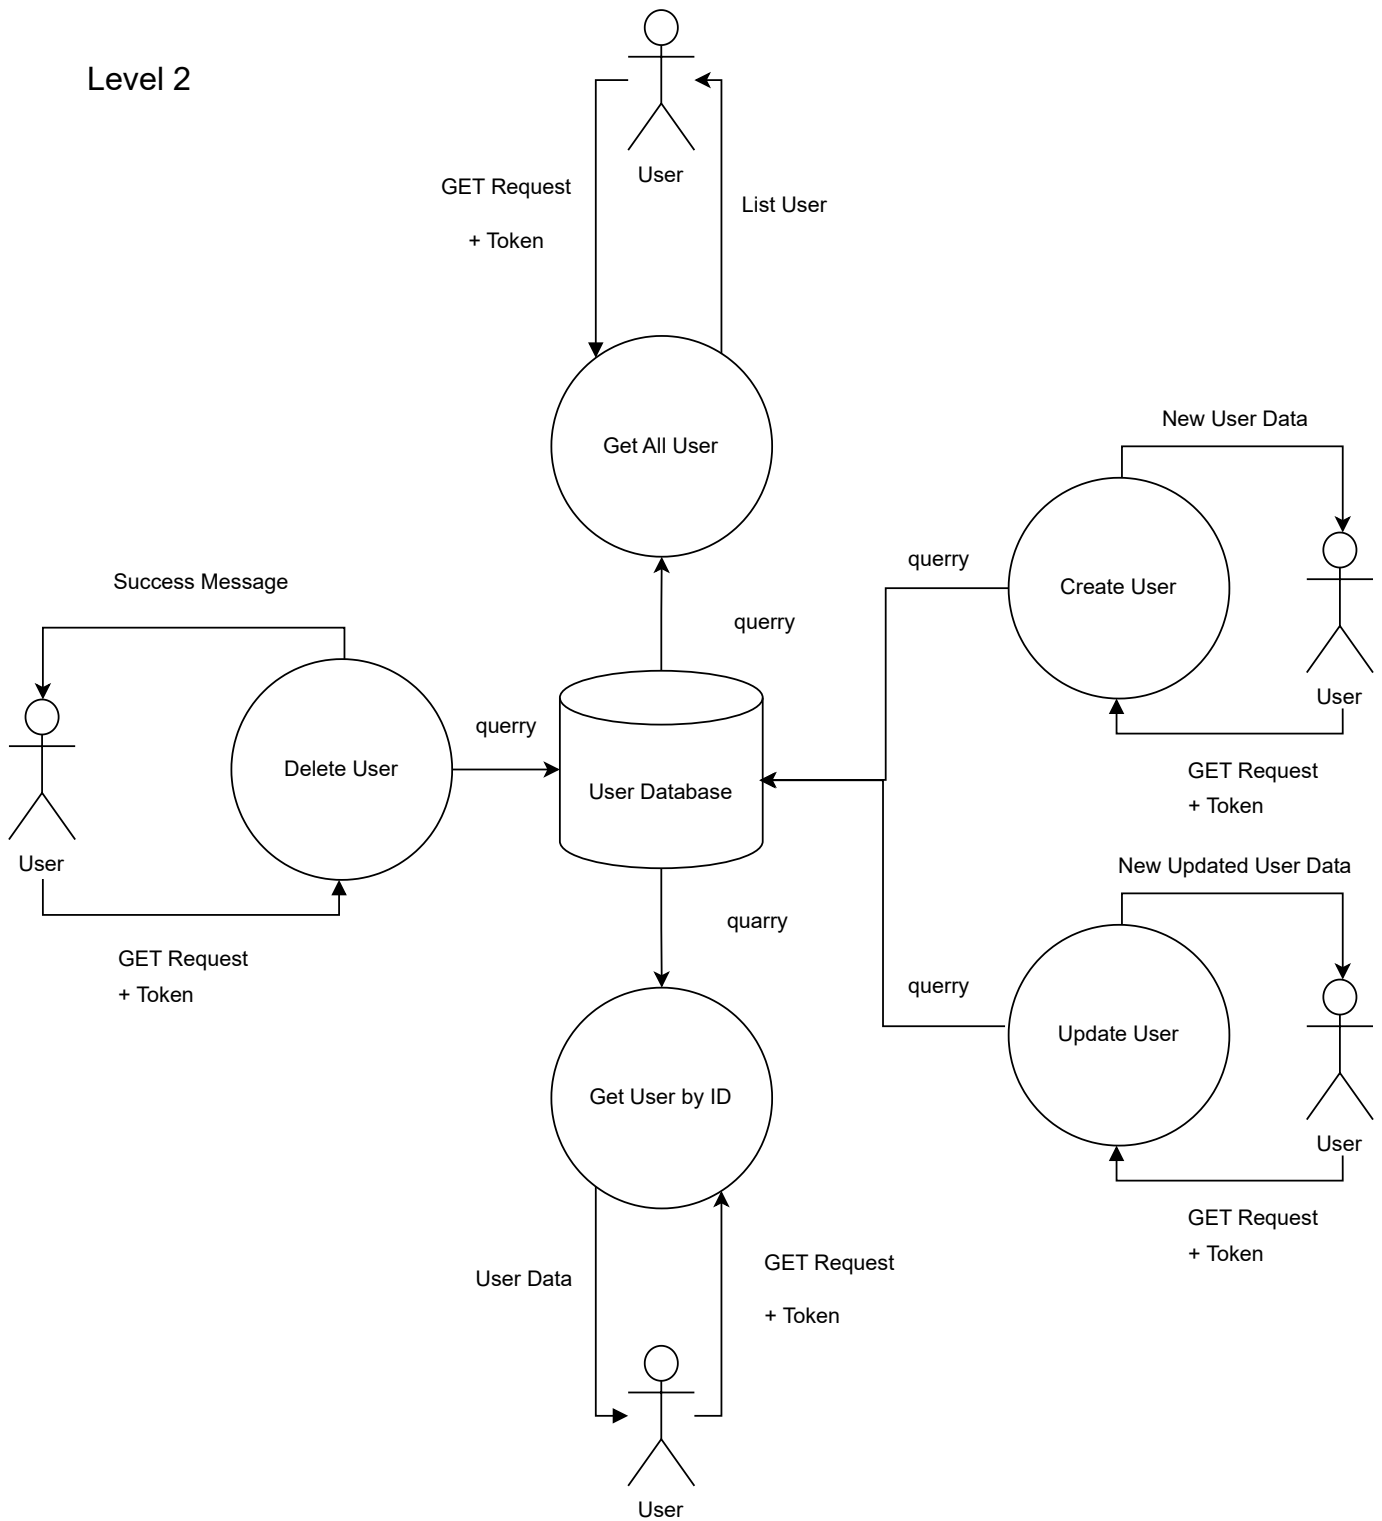 Level 2
User
GET Request
+ Token
List User
Get All User
New User Data
querry
Create User
Success Message
querry
User
querry
Delete User
User Database
GET Request
+ Token
User
New Updated User Data
quarry
GET Request
+ Token
querry
Update User
Get User by ID
User
GET Request
+ Token
User Data
GET Request
+ Token
User